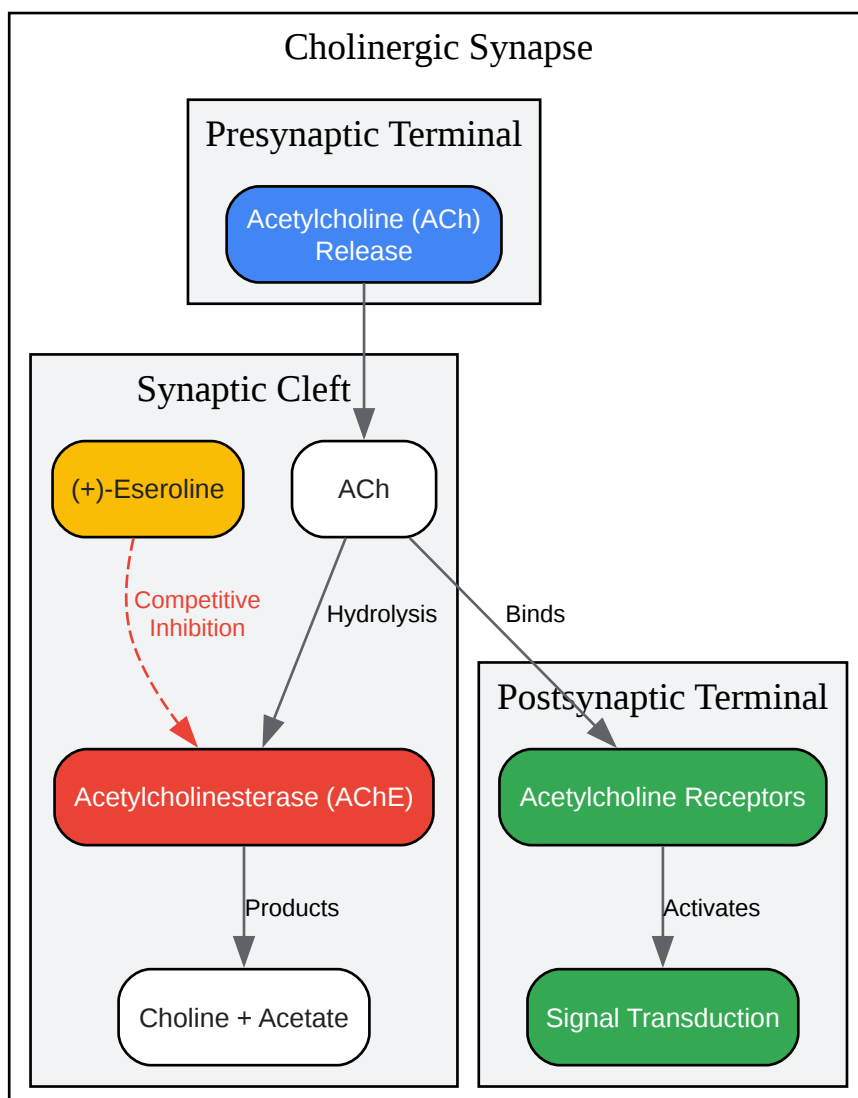 Cholinergic Synapse
Presynaptic Terminal
Acetylcholine (ACh)
Release
Synaptic Cleft
(+)-Eseroline
ACh
Competitive
Inhibition
Hydrolysis
Binds
Postsynaptic Terminal
Acetylcholinesterase (AChE)
Acetylcholine Receptors
Products
Activates
Choline + Acetate
Signal Transduction